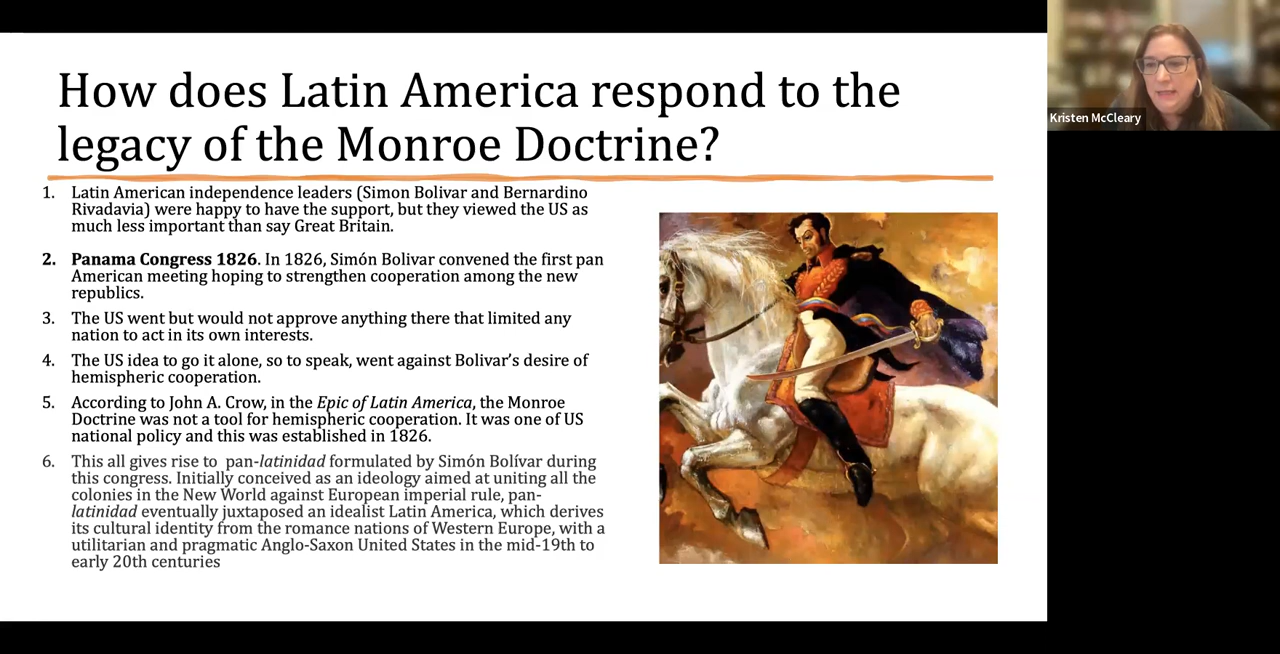 How does Latin America respond to the
legacy of the Monroe Doctrine?
1. Latin American independence leaders (Simon Bolivar and Bernardino
Rivadavia) were happy to have the support, but they viewed the US as
much less important than say Great Britain.
2. Panama Congress 1826. In 1826, Simón Bolivar convened the first pan
American meeting hoping to strengthen cooperation among the new
republics.
3. The US went but would not approve anything there that limited any
nation to act in its own interests.
4. The US idea to go it alone, so to speak, went against Bolivar’s desire of
hemispheric cooperation.
5. According to John A. Crow, in the Epic of Latin America, the Monroe
Doctrine was not a tool for hemispheric cooperation. It was one of US
national policy and this was established in 1826.
6. This all gives rise to pan-latinidad formulated by Simón Bolívar during
this congress. Initially conceived as an ideology aimed at uniting all the
colonies in the New World against European imperial rule, pan-
latinidad eventually juxtaposed an idealist Latin America, which derives
its cultural identity from the romance nations of Western Europe, with a
utilitarian and pragmatic Anglo-Saxon United States in the mid-19th to
early 20th centuries
Kristen McCleary